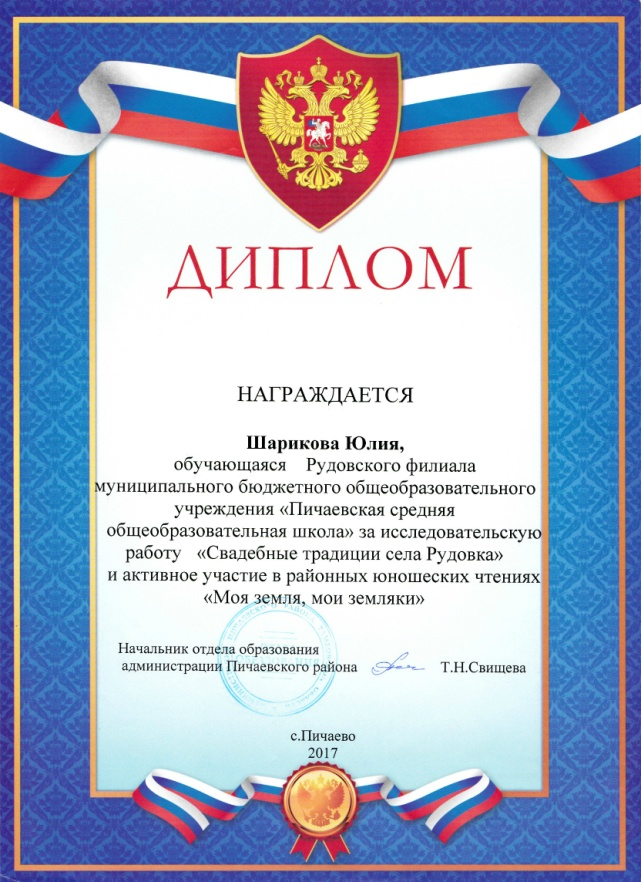 ДИПЛОМ
НАГРАЖДАЕТСЯ
Шарикова Юлия,
обучающаяся Рудовского филиала
муниципального бюджетного общеобразовательного
учреждения «Пичаевская средняя
общеобразовательная школа» за исследовательскую
работу «Свадебные традиции села Рудовка»
и активное участие в районных юношеских чтениях
«Моя земля, мои земляки»
Начальник отдела образования
администрации Пичаевского района Т.Н.Свищева
с.Пичаево
2017